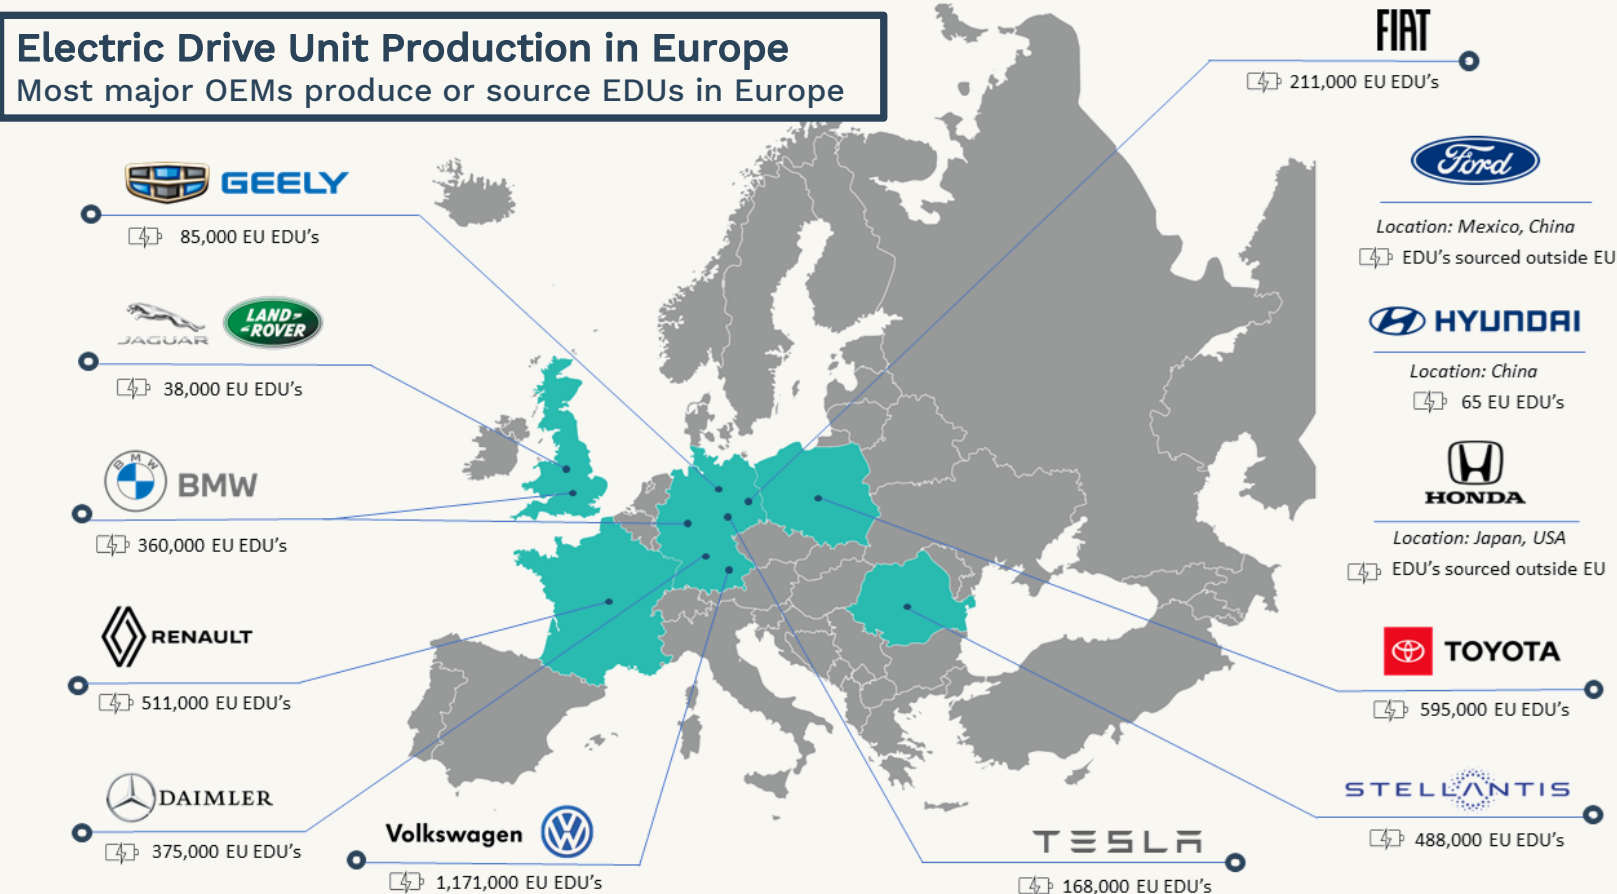 Electric Drive Unit Production in Europe
Most major OEMs produce or source EDUs in Europe
GEELY
85,000 EU EDU's
JAGUAR
LAND-
-ROVER
38,000 EU EDU's
BMW
BMW
360,000 EU EDU's
RENAULT
511,000 EU EDU's
DAIMLER
375,000 EU EDU's
Volkswagen
1,171,000 EU EDU's
TESLA
168,000 EU EDU's
FIAT
211,000 EU EDU's
Ford
Location: Mexico, China
EDU's sourced outside EU
HYUNDAI
Location: China
65 EU EDU's
HONDA
Location: Japan, USA
EDU's sourced outside EU
TOYOTA
595,000 EU EDU's
STELLANTIS
488,000 EU EDU's